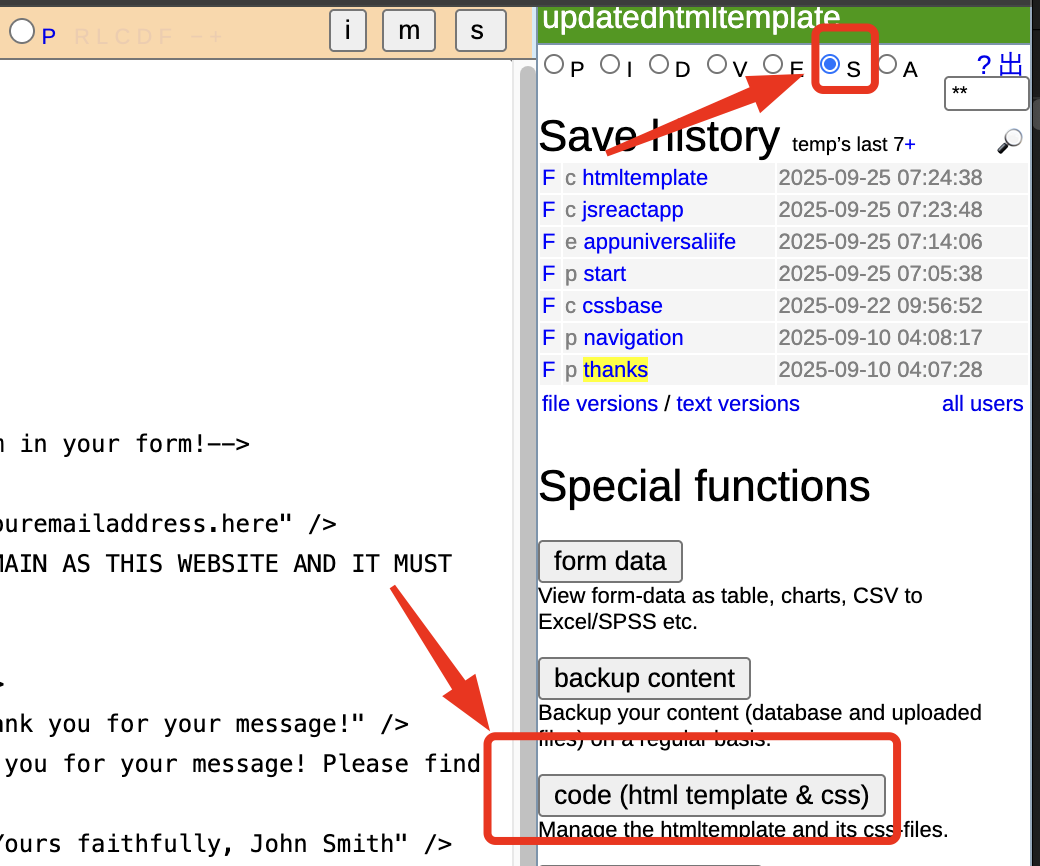 P R L C D F − +
i m s
updatedhtmltemplate
P I D V E S A ? 出
**
Save history temp's last 7+
F c htmltemplate 2025-09-25 07:24:38
F c jsreactapp 2025-09-25 07:23:48
F e appuniversaliife 2025-09-25 07:14:06
F p start 2025-09-25 07:05:38
F c cssbase 2025-09-22 09:56:52
F p navigation 2025-09-10 04:08:17
F p thanks 2025-09-10 04:07:28
file versions / text versions all users
in your form!-->
Special functions
ouremailaddress.here" />
form data
MAIN AS THIS WEBSITE AND IT MUST
View form-data as table, charts, CSV to
Excel/SPSS etc.
backup content
Backup your content (database and uploaded
files) on a regular basis.
>
ank you for your message!" />
you for your message! Please find
code (html template & css)
Manage the htmltemplate and its css-files.
Yours faithfully, John Smith" />